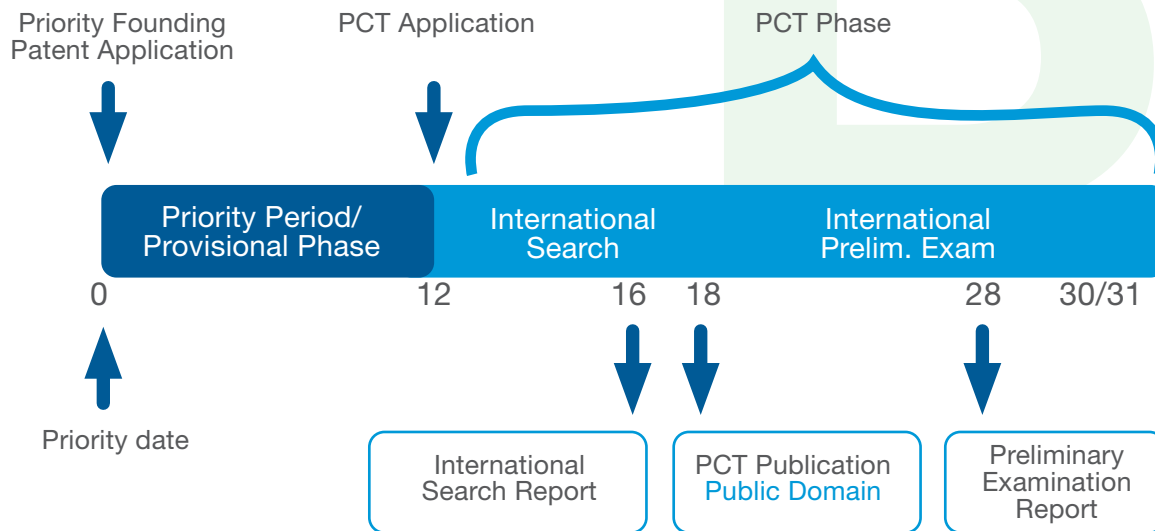 Priority Founding
Patent Application
PCT Application
PCT Phase
Priority Period/
Provisional Phase
International
Search
International
Prelim. Exam
0
12
16
18
28
30/31
Priority date
International
Search Report
PCT Publication
Public Domain
Preliminary
Examination
Report